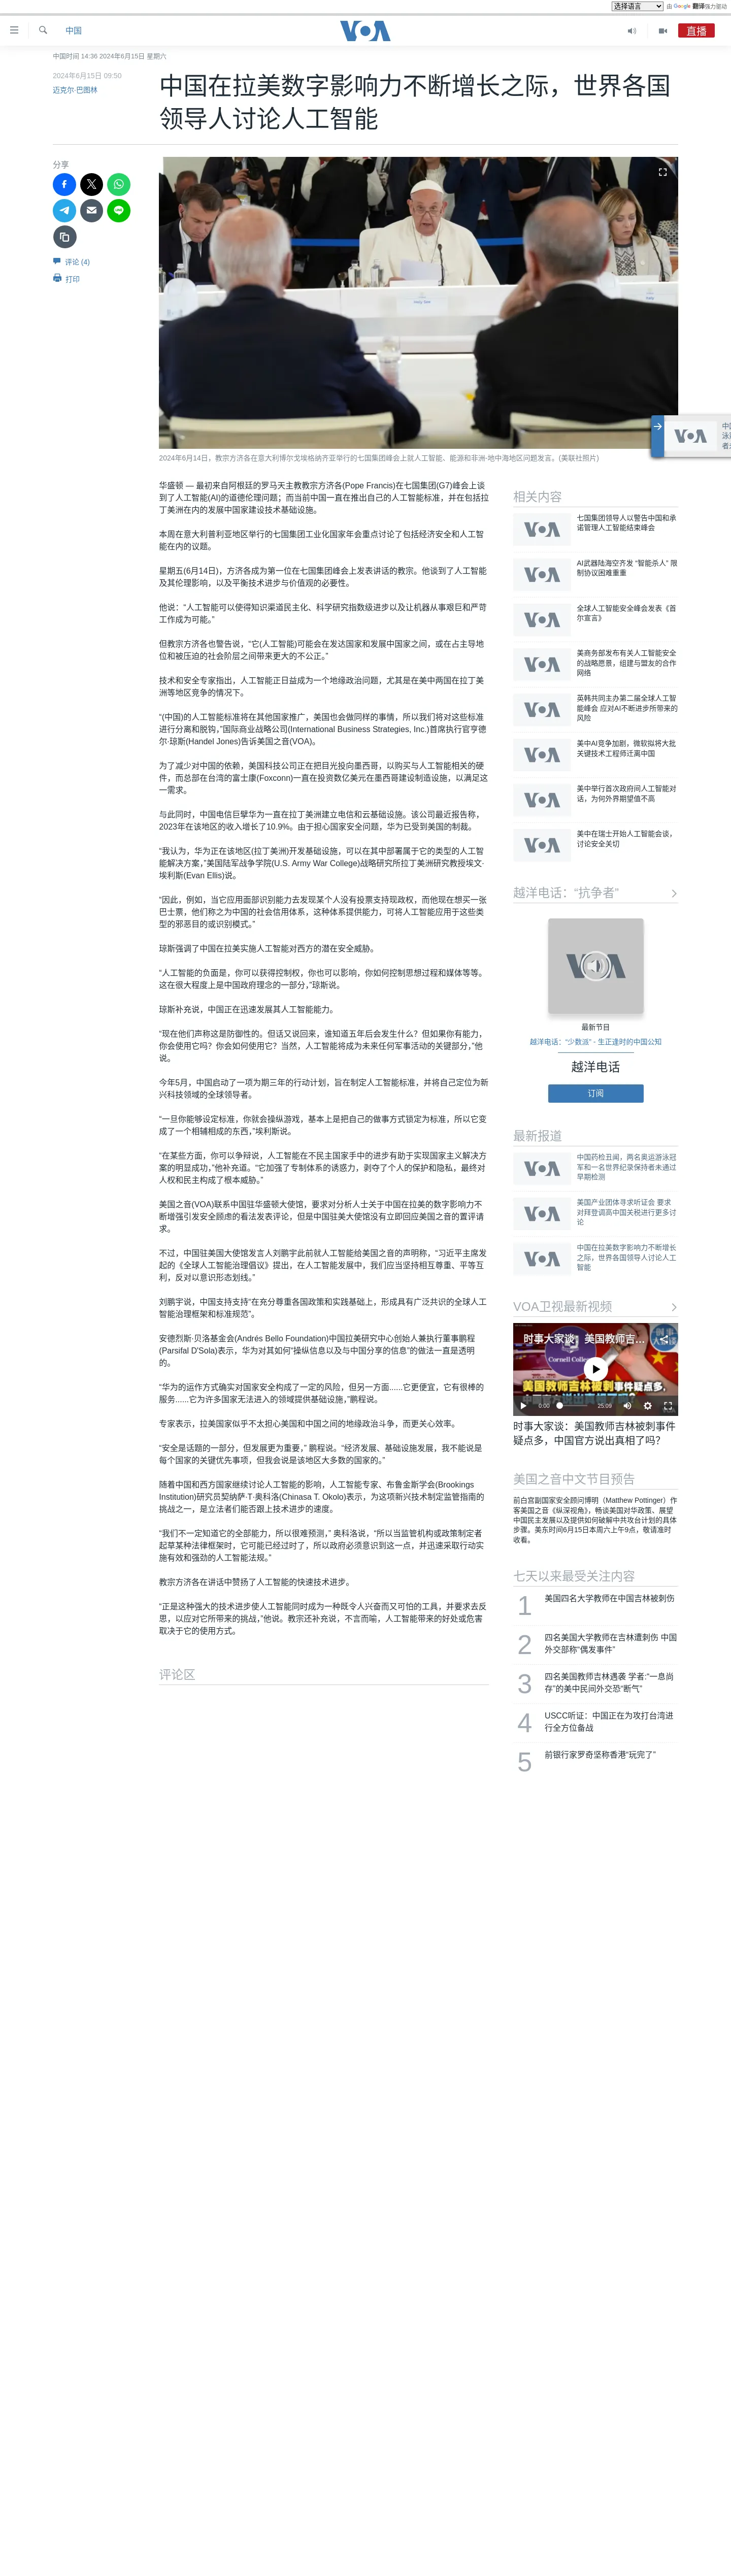 选择语言 由 Google 翻译强力驱动
中国 VOA 直播
中国时间 14:36 2024年6月15日 星期六
2024年6月15日 09:50
迈克尔·巴图林
中国在拉美数字影响力不断增长之际，世界各国
领导人讨论人工智能
分享
评论 (4)
打印
2024年6月14日，教宗方济各在意大利博尔戈埃格纳齐亚举行的七国集团峰会上就人工智能、能源和非洲-地中海地区问题发言。(美联社照片)
华盛顿 — 最初来自阿根廷的罗马天主教教宗方济各(Pope Francis)在七国集团(G7)峰会上谈
到了人工智能(AI)的道德伦理问题；而当前中国一直在推出自己的人工智能标准，并在包括拉
丁美洲在内的发展中国家建设技术基础设施。
本周在意大利普利亚地区举行的七国集团工业化国家年会重点讨论了包括经济安全和人工智
能在内的议题。
星期五(6月14日)，方济各成为第一位在七国集团峰会上发表讲话的教宗。他谈到了人工智能
及其伦理影响，以及平衡技术进步与价值观的必要性。
他说：“人工智能可以使得知识渠道民主化、科学研究指数级进步以及让机器从事艰巨和严苛
工作成为可能。”
但教宗方济各也警告说，“它(人工智能)可能会在发达国家和发展中国家之间，或在占主导地
位和被压迫的社会阶层之间带来更大的不公正。”
技术和安全专家指出，人工智能正日益成为一个地缘政治问题，尤其是在美中两国在拉丁美
洲等地区竞争的情况下。
“(中国)的人工智能标准将在其他国家推广，美国也会做同样的事情，所以我们将对这些标准
进行分离和脱钩，”国际商业战略公司(International Business Strategies, Inc.)首席执行官亨德
尔·琼斯(Handel Jones)告诉美国之音(VOA)。
为了减少对中国的依赖，美国科技公司正在把目光投向墨西哥，以购买与人工智能相关的硬
件，而总部在台湾的富士康(Foxconn)一直在投资数亿美元在墨西哥建设制造设施，以满足这
一需求。
与此同时，中国电信巨擘华为一直在拉丁美洲建立电信和云基础设施。该公司最近报告称，
2023年在该地区的收入增长了10.9%。由于担心国家安全问题，华为已受到美国的制裁。
“我认为，华为正在该地区(拉丁美洲)开发基础设施，可以在其中部署属于它的类型的人工智
能解决方案，”美国陆军战争学院(U.S. Army War College)战略研究所拉丁美洲研究教授埃文·
埃利斯(Evan Ellis)说。
“因此，例如，当它应用面部识别能力去发现某个人没有投票支持现政权，而他现在想买一张
巴士票，他们称之为中国的社会信用体系，这种体系提供能力，可将人工智能应用于这些类
型的邪恶目的或识别模式。”
琼斯强调了中国在拉美实施人工智能对西方的潜在安全威胁。
“人工智能的负面是，你可以获得控制权，你也可以影响，你如何控制思想过程和媒体等等。
这在很大程度上是中国政府理念的一部分，”琼斯说。
琼斯补充说，中国正在迅速发展其人工智能能力。
“现在他们声称这是防御性的。但话又说回来，谁知道五年后会发生什么？但如果你有能力，
你会使用它吗？你会如何使用它？当然，人工智能将成为未来任何军事活动的关键部分，”他
说。
今年5月，中国启动了一项为期三年的行动计划，旨在制定人工智能标准，并将自己定位为新
兴科技领域的全球领导者。
“一旦你能够设定标准，你就会操纵游戏，基本上是把自己的做事方式锁定为标准，所以它变
成了一个相辅相成的东西，”埃利斯说。
“在某些方面，你可以争辩说，人工智能在不民主国家手中的进步有助于实现国家主义解决方
案的明显成功，”他补充道。“它加强了专制体系的诱惑力，剥夺了个人的保护和隐私，最终对
人权和民主构成了根本威胁。”
美国之音(VOA)联系中国驻华盛顿大使馆，要求对分析人士关于中国在拉美的数字影响力不
断增强引发安全顾虑的看法发表评论，但是中国驻美大使馆没有立即回应美国之音的置评请
求。
不过，中国驻美国大使馆发言人刘鹏宇此前就人工智能给美国之音的声明称，“习近平主席发
起的《全球人工智能治理倡议》提出，在人工智能发展中，我们应当坚持相互尊重、平等互
利，反对以意识形态划线。”
刘鹏宇说，中国支持支持“在充分尊重各国政策和实践基础上，形成具有广泛共识的全球人工
智能治理框架和标准规范”。
安德烈斯·贝洛基金会(Andrés Bello Foundation)中国拉美研究中心创始人兼执行董事鹏程
(Parsifal D'Sola)表示，华为对其如何“操纵信息以及与中国分享的信息”的做法一直是透明
的。
“华为的运作方式确实对国家安全构成了一定的风险，但另一方面......它更便宜，它有很棒的
服务......它为许多国家无法进入的领域提供基础设施，”鹏程说。
专家表示，拉美国家似乎不太担心美国和中国之间的地缘政治斗争，而更关心效率。
“安全是话题的一部分，但发展更为重要，” 鹏程说。“经济发展、基础设施发展，我不能说是
每个国家的关键优先事项，但我会说是该地区大多数的国家的。”
随着中国和西方国家继续讨论人工智能的影响，人工智能专家、布鲁金斯学会(Brookings
Institution)研究员契纳萨·T·奥科洛(Chinasa T. Okolo)表示，为这项新兴技术制定监管指南的
挑战之一，是立法者们能否跟上技术进步的速度。
“我们不一定知道它的全部能力，所以很难预测，” 奥科洛说，“所以当监管机构或政策制定者
起草某种法律框架时，它可能已经过时了，所以政府必须意识到这一点，并迅速采取行动实
施有效和强劲的人工智能法规。”
教宗方济各在讲话中赞扬了人工智能的快速技术进步。
“正是这种强大的技术进步使人工智能同时成为一种既令人兴奋而又可怕的工具，并要求去反
思，以应对它所带来的挑战，”他说。教宗还补充说，不言而喻，人工智能带来的好处或危害
取决于它的使用方式。
评论区
相关内容
七国集团领导人以警告中国和承
诺管理人工智能结束峰会
AI武器陆海空齐发 “智能杀人” 限
制协议困难重重
全球人工智能安全峰会发表《首
尔宣言》
美商务部发布有关人工智能安全
的战略愿景，组建与盟友的合作
网络
英韩共同主办第二届全球人工智
能峰会 应对AI不断进步所带来的
风险
美中AI竞争加剧，微软拟将大批
关键技术工程师迁离中国
美中举行首次政府间人工智能对
话，为何外界期望值不高
美中在瑞士开始人工智能会谈，
讨论安全关切
越洋电话：“抗争者”
最新节目
越洋电话：“少数派” - 生正逢时的中国公知
越洋电话
订阅
最新报道
中国药检丑闻，两名奥运游泳冠
军和一名世界纪录保持者未通过
早期检测
美国产业团体寻求听证会 要求
对拜登调高中国关税进行更多讨
论
中国在拉美数字影响力不断增长
之际，世界各国领导人讨论人工
智能
VOA卫视最新视频
时事大家谈：美国教师吉...
Cornell College
美国教师吉林被刺事件疑点多，
0:00 25:09
时事大家谈：美国教师吉林被刺事件
疑点多，中国官方说出真相了吗？
美国之音中文节目预告
前白宫副国家安全顾问博明（Matthew Pottinger）作
客美国之音《纵深视角》，畅谈美国对华政策、展望
中国民主发展以及提供如何破解中共攻台计划的具体
步骤。美东时间6月15日本周六上午9点，敬请准时
收看。
七天以来最受关注内容
1 美国四名大学教师在中国吉林被刺伤
2 四名美国大学教师在吉林遭刺伤 中国
外交部称“偶发事件”
3 四名美国教师吉林遇袭 学者:“一息尚
存”的美中民间外交恐“断气”
4 USCC听证：中国正在为攻打台湾进
行全方位备战
5 前银行家罗奇坚称香港“玩完了”